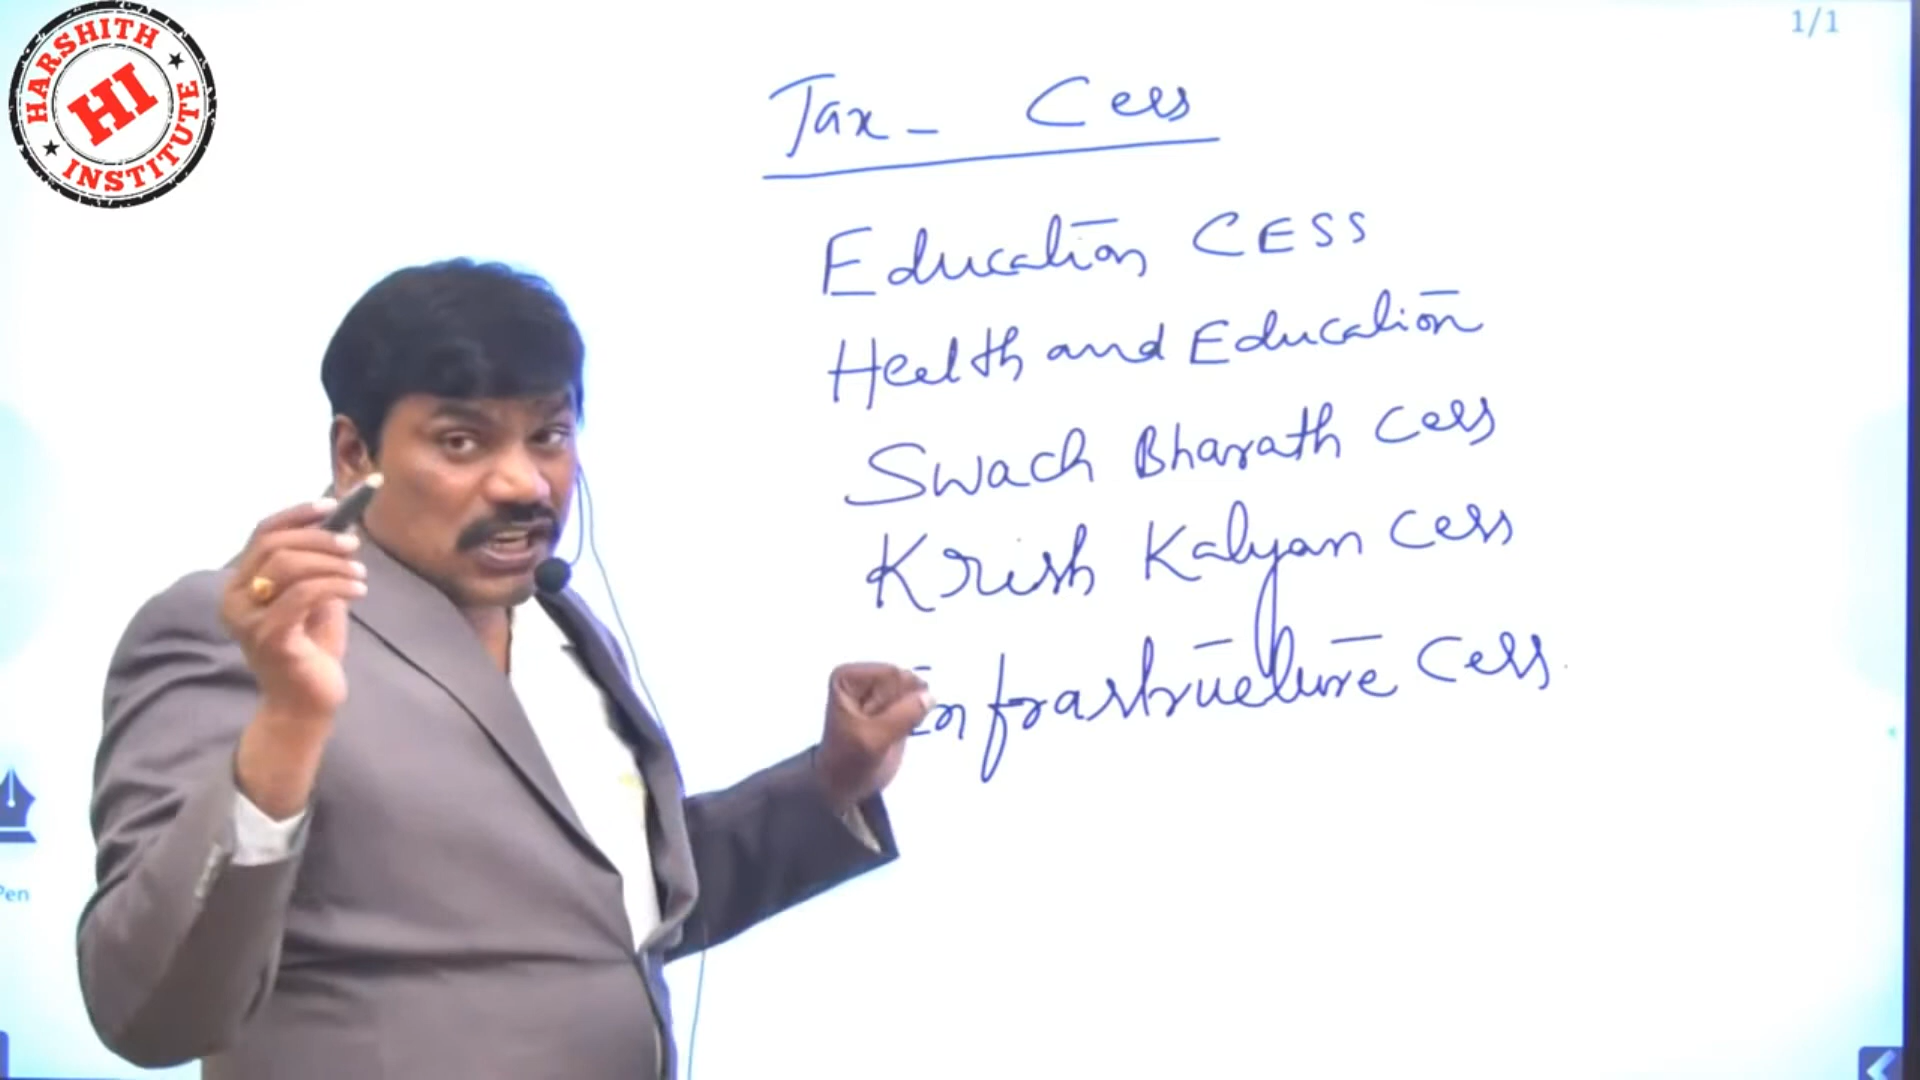 HARSHITH
HI
INSTITUTE
1/1
Tax - Cess
Education CESS
Health and Education
Swach Bharath Cess
Krish Kalyan Cess
Infrastructure Cess.
Pen